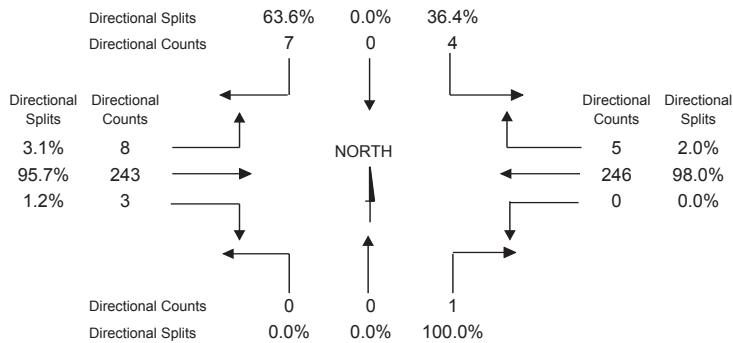 Directional Splits 63.6% 0.0% 36.4%
Directional Counts 7 0 4
Directional Directional Directional Directional
Splits Counts Counts Splits
3.1% 8 5 2.0%
NORTH
95.7% 243 246 98.0%
1.2% 3 0 0.0%
Directional Counts 0 0 1
Directional Splits 0.0% 0.0% 100.0%